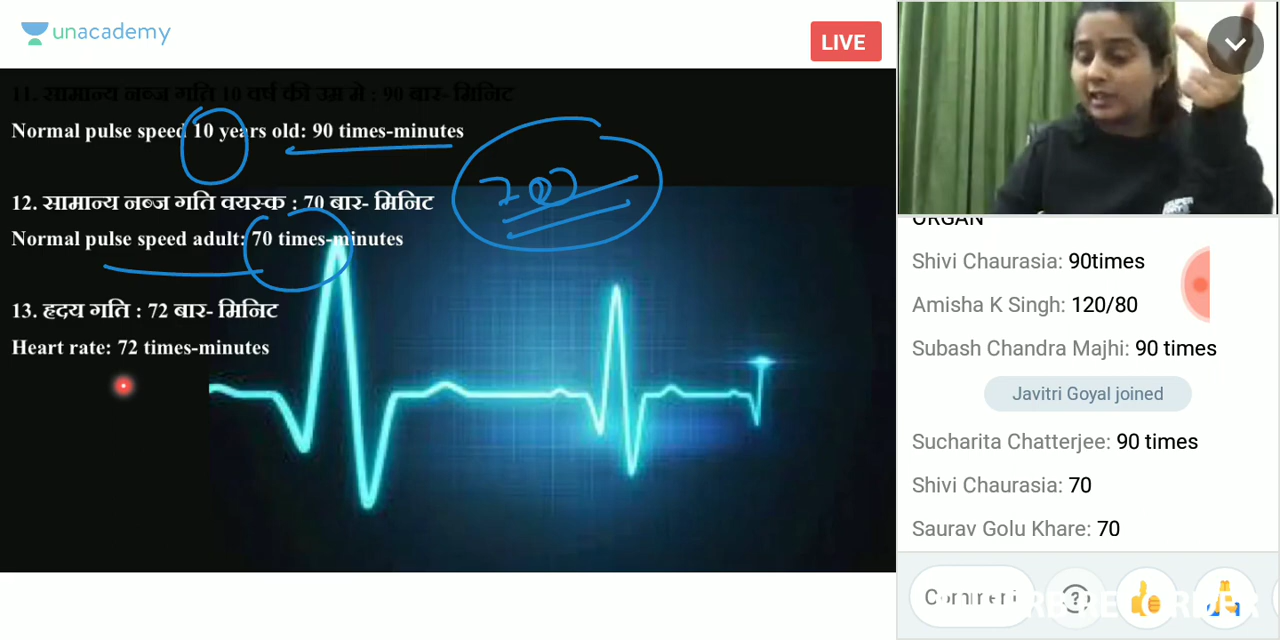 unacademy
LIVE
11. सामान्य नब्ज गति 10 वर्ष की उम्र मे : 90 बार- मिनिट
Normal pulse speed 10 years old: 90 times-minutes
12. सामान्य नब्ज गति वयस्क : 70 बार- मिनिट
Normal pulse speed adult: 70 times-minutes
13. हृदय गति : 72 बार- मिनिट
Heart rate: 72 times-minutes
ORGAN
Shivi Chaurasia: 90times
Amisha K Singh: 120/80
Subash Chandra Majhi: 90 times
Javitri Goyal joined
Sucharita Chatterjee: 90 times
Shivi Chaurasia: 70
Saurav Golu Khare: 70
Comment